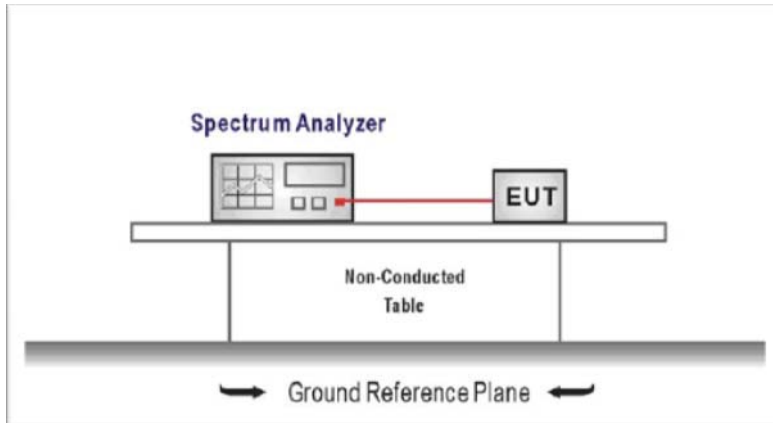 Spectrum Analyzer
EUT
Non-Conducted
Table
Ground Reference Plane